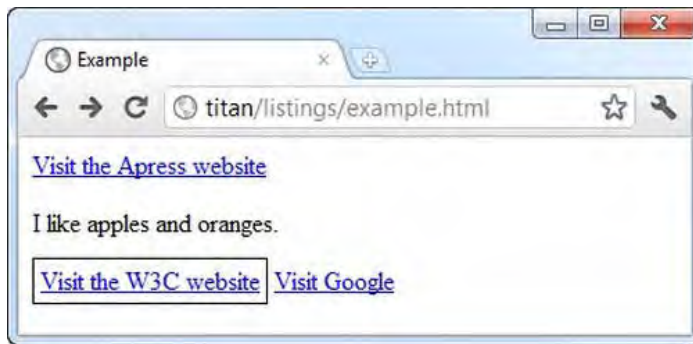 Example
titan/listings/example.html
Visit the Apress website
I like apples and oranges.
Visit the W3C website Visit Google